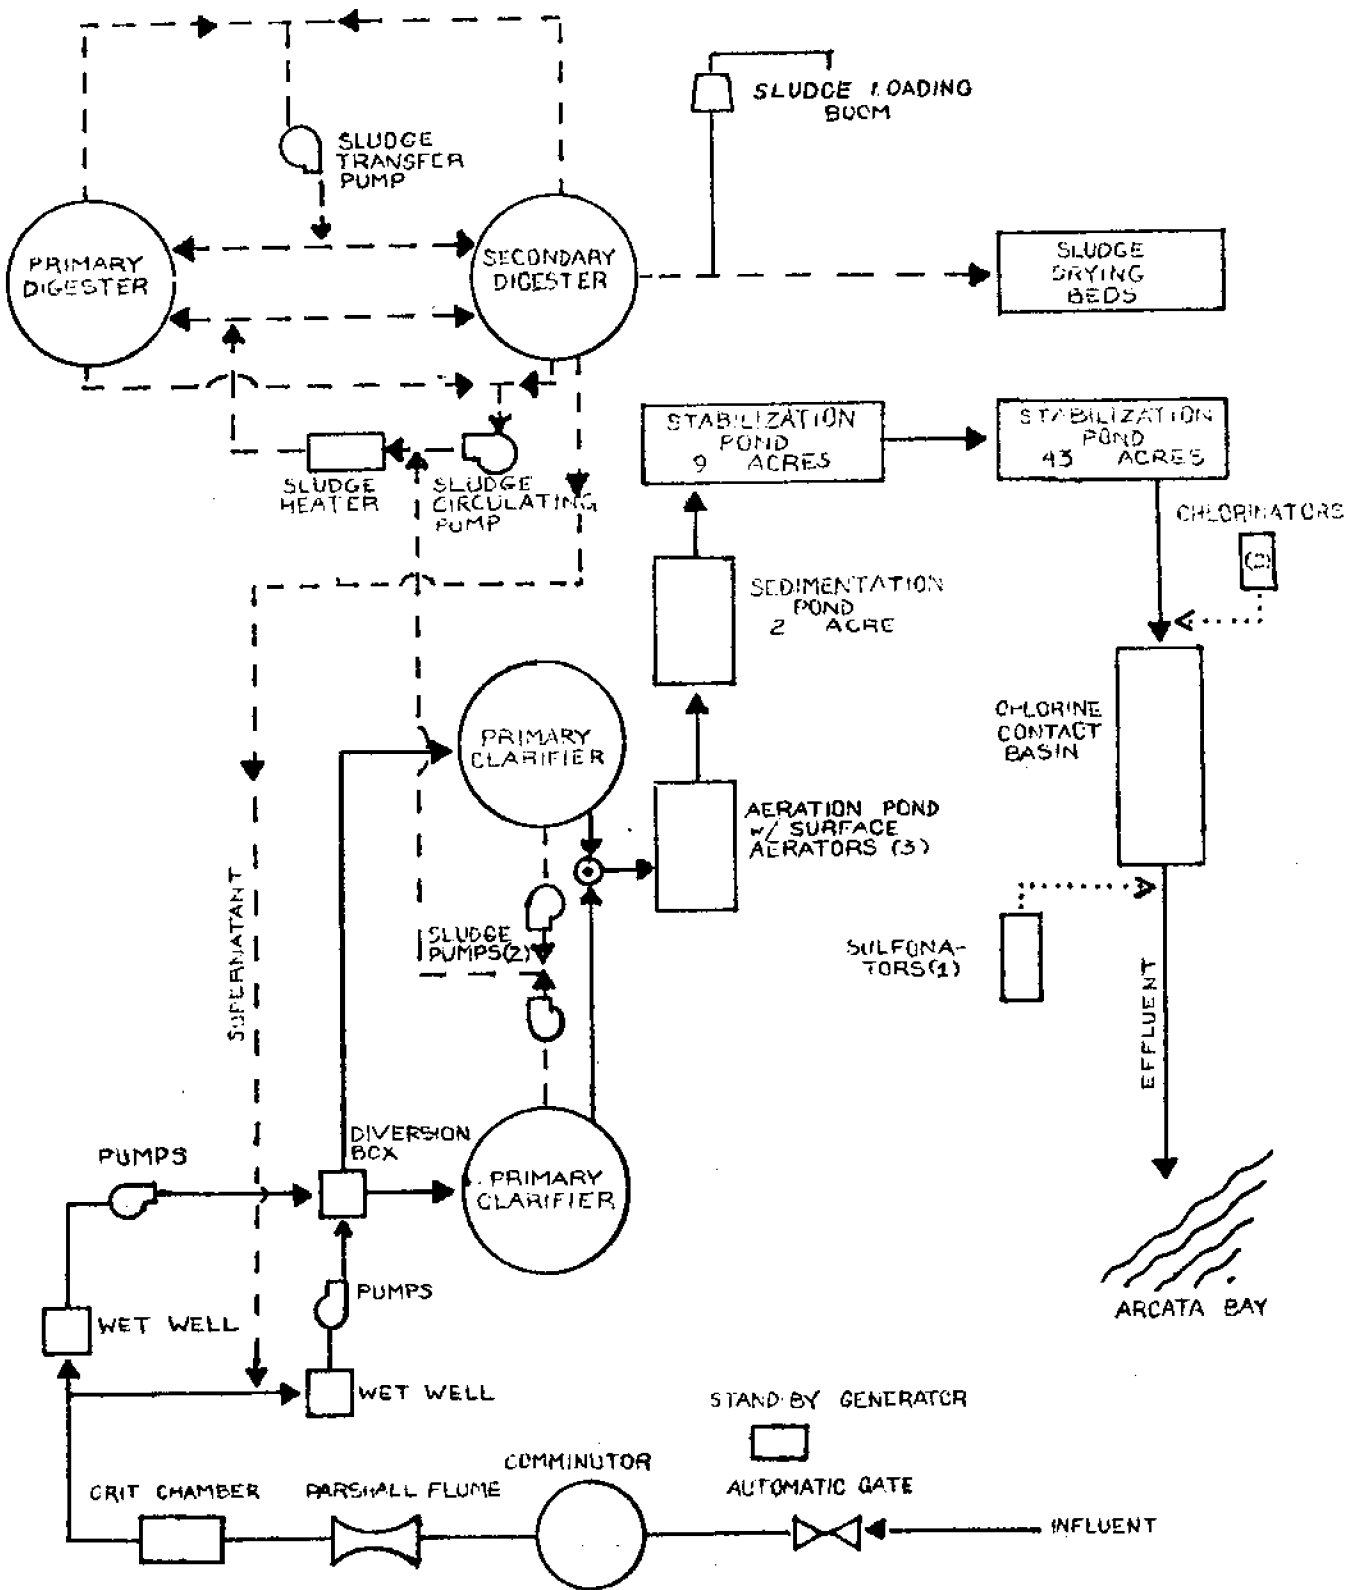 SLUDGE LOADING
BOOM
SLUDGE
TRANSFER
PUMP
PRIMARY
DIGESTER
SECONDARY
DIGESTER
SLUDGE
DRYING
BEDS
STABILIZATION
POND
9 ACRES
STABILIZATION
POND
43 ACRES
SLUDGE
HEATER
SLUDGE
CIRCULATING
PUMP
CHLORINATORS
SEDIMENTATION
POND
2 ACRE
PRIMARY
CLARIFIER
CHLORINE
CONTACT
BASIN
AERATION POND
W/ SURFACE
AERATORS (3)
SLUDGE
PUMPS(2)
SUPERNATANT
SULFONA-
TORS(1)
EFFLUENT
DIVERSION
BOX
PUMPS
PRIMARY
CLARIFIER
PUMPS
WET WELL
ARCATA BAY
WET WELL
STAND-BY GENERATOR
COMMINUTOR
AUTOMATIC GATE
GRIT CHAMBER
PARSHALL FLUME
INFLUENT